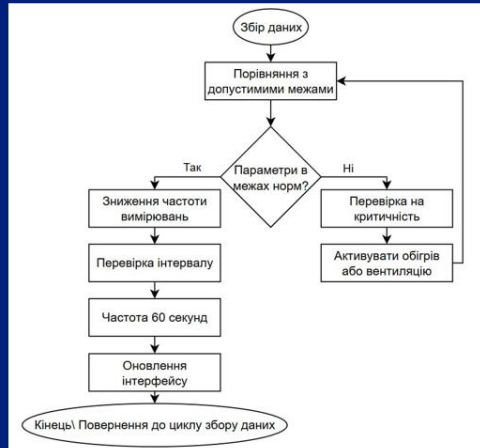 Збір даних
Порівняння з
допустимими межами
Параметри в
межах норм?
Так
Ні
Зниження частоти
вимірювань
Перевірка на
критичність
Перевірка інтервалу
Активувати обігрів
або вентиляцію
Частота 60 секунд
Оновлення
інтерфейсу
Кінець\ Повернення до циклу збору даних